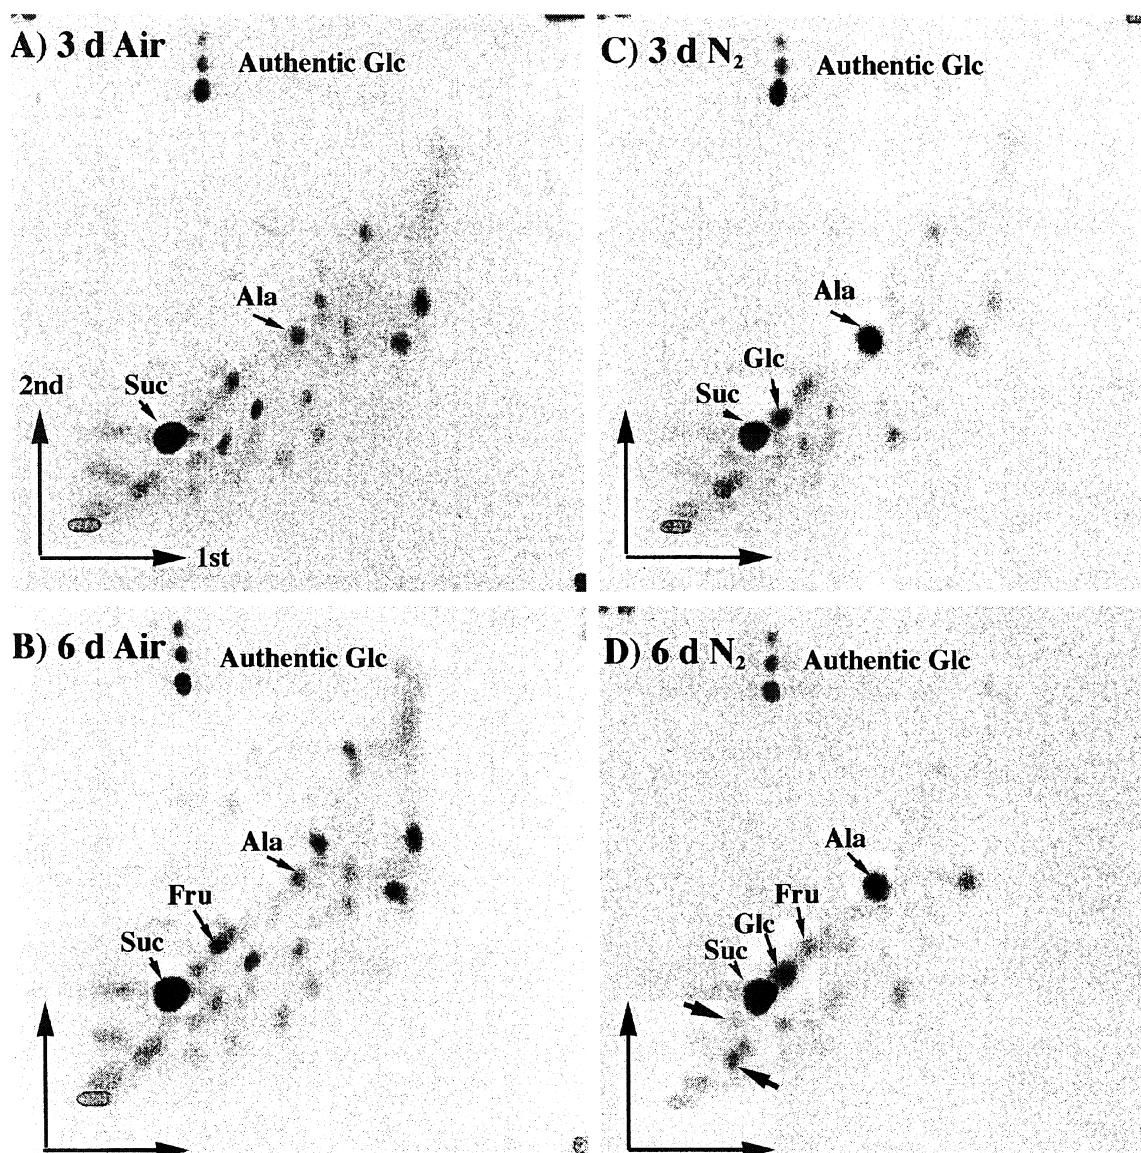 A) 3 d Air
Authentic Glc
Ala
Suc
2nd
1st
C) 3 d N₂
Authentic Glc
Ala
Glc
Suc
B) 6 d Air
Authentic Glc
Ala
Fru
Suc
D) 6 d N₂
Authentic Glc
Ala
Fru
Glc
Suc